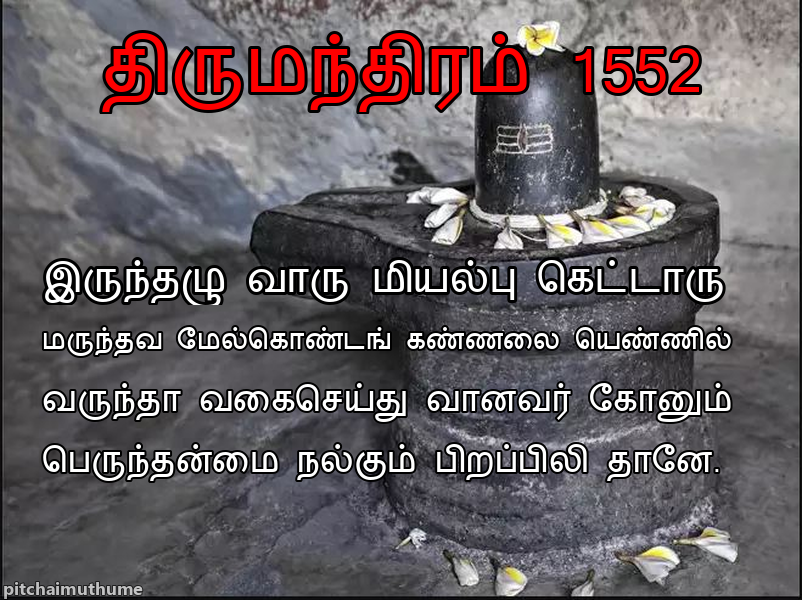 திருமந்திரம் 1552
இருந்தழு வாரு மியல்பு கெட்டாரு
மருந்தவ மேல்கொண்டங் கண்ணலை யெண்ணில்
வருந்தா வகைசெய்து வானவர் கோனும்
பெருந்தன்மை நல்கும் பிறப்பிலி தானே.
pitchaimuthume